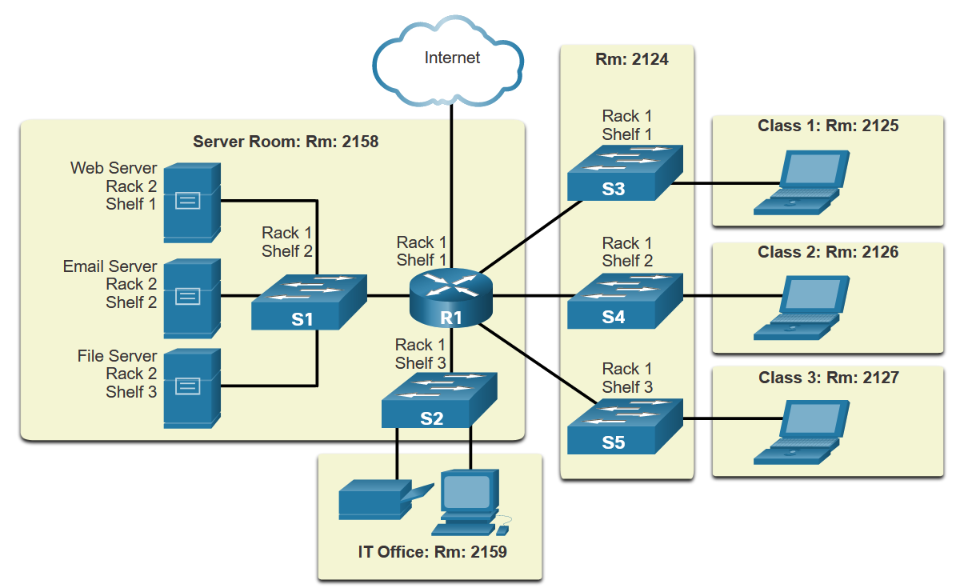 Internet
Rm: 2124
Rack 1
Shelf 1
S3
Class 1: Rm: 2125
Server Room: Rm: 2158
Web Server
Rack 2
Shelf 1
Rack 1
Shelf 2
Rack 1
Shelf 1
Email Server
Rack 2
Shelf 2
S1
R1
Rack 1
Shelf 2
S4
Class 2: Rm: 2126
File Server
Rack 2
Shelf 3
Rack 1
Shelf 3
S2
Rack 1
Shelf 3
S5
Class 3: Rm: 2127
IT Office: Rm: 2159